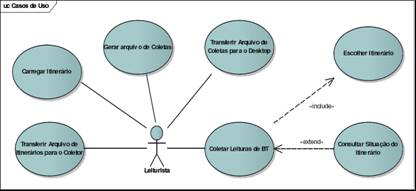 uc Casos de Uso
Gerar arquivo de Coletas
Transferir Arquivo de
Coletas para o Desktop
Escolher Itinerário
Carregar Itinerário
«include»
Transferir Arquivo de
Itinerários para o Coletor
Leiturista
Coletar Leituras de BT
«extend»
Consultar Situação do
Itinerário